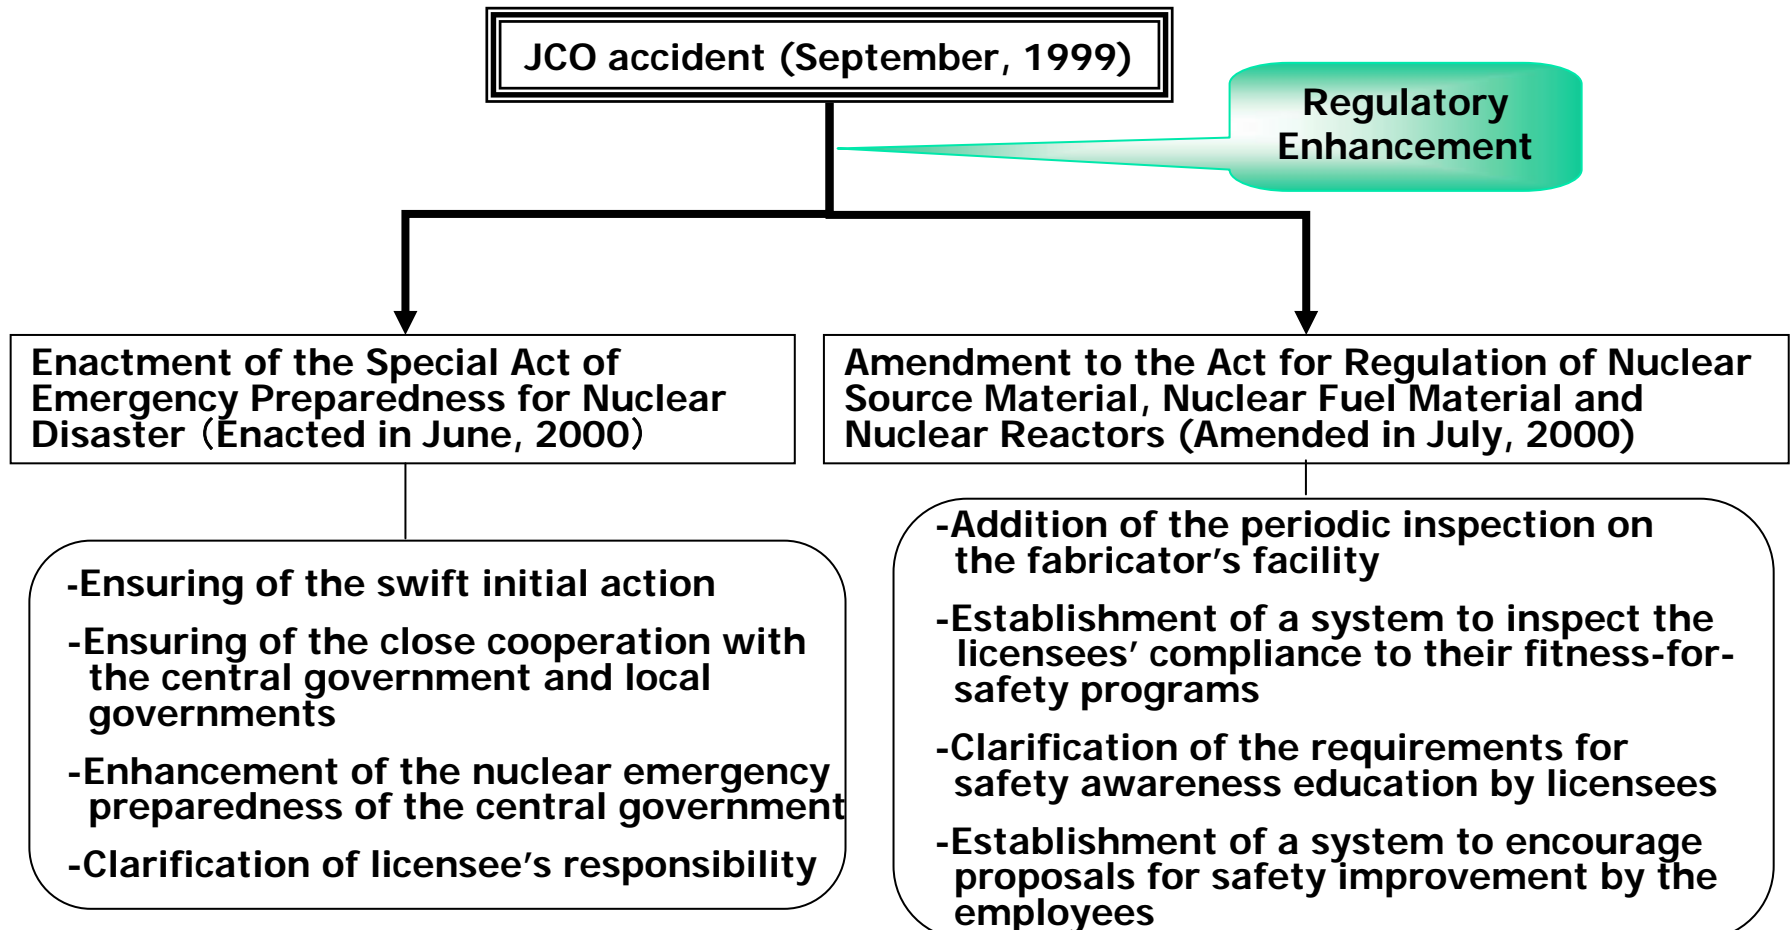 JCO accident (September, 1999)
Regulatory
Enhancement
Enactment of the Special Act of
Emergency Preparedness for Nuclear
Disaster (Enacted in June, 2000)
Amendment to the Act for Regulation of Nuclear
Source Material, Nuclear Fuel Material and
Nuclear Reactors (Amended in July, 2000)
-Ensuring of the swift initial action
-Ensuring of the close cooperation with
the central government and local
governments
-Enhancement of the nuclear emergency
preparedness of the central government
-Clarification of licensee’s responsibility
-Addition of the periodic inspection on
the fabricator’s facility
-Establishment of a system to inspect the
licensees’ compliance to their fitness-for-
safety programs
-Clarification of the requirements for
safety awareness education by licensees
-Establishment of a system to encourage
proposals for safety improvement by the
employees